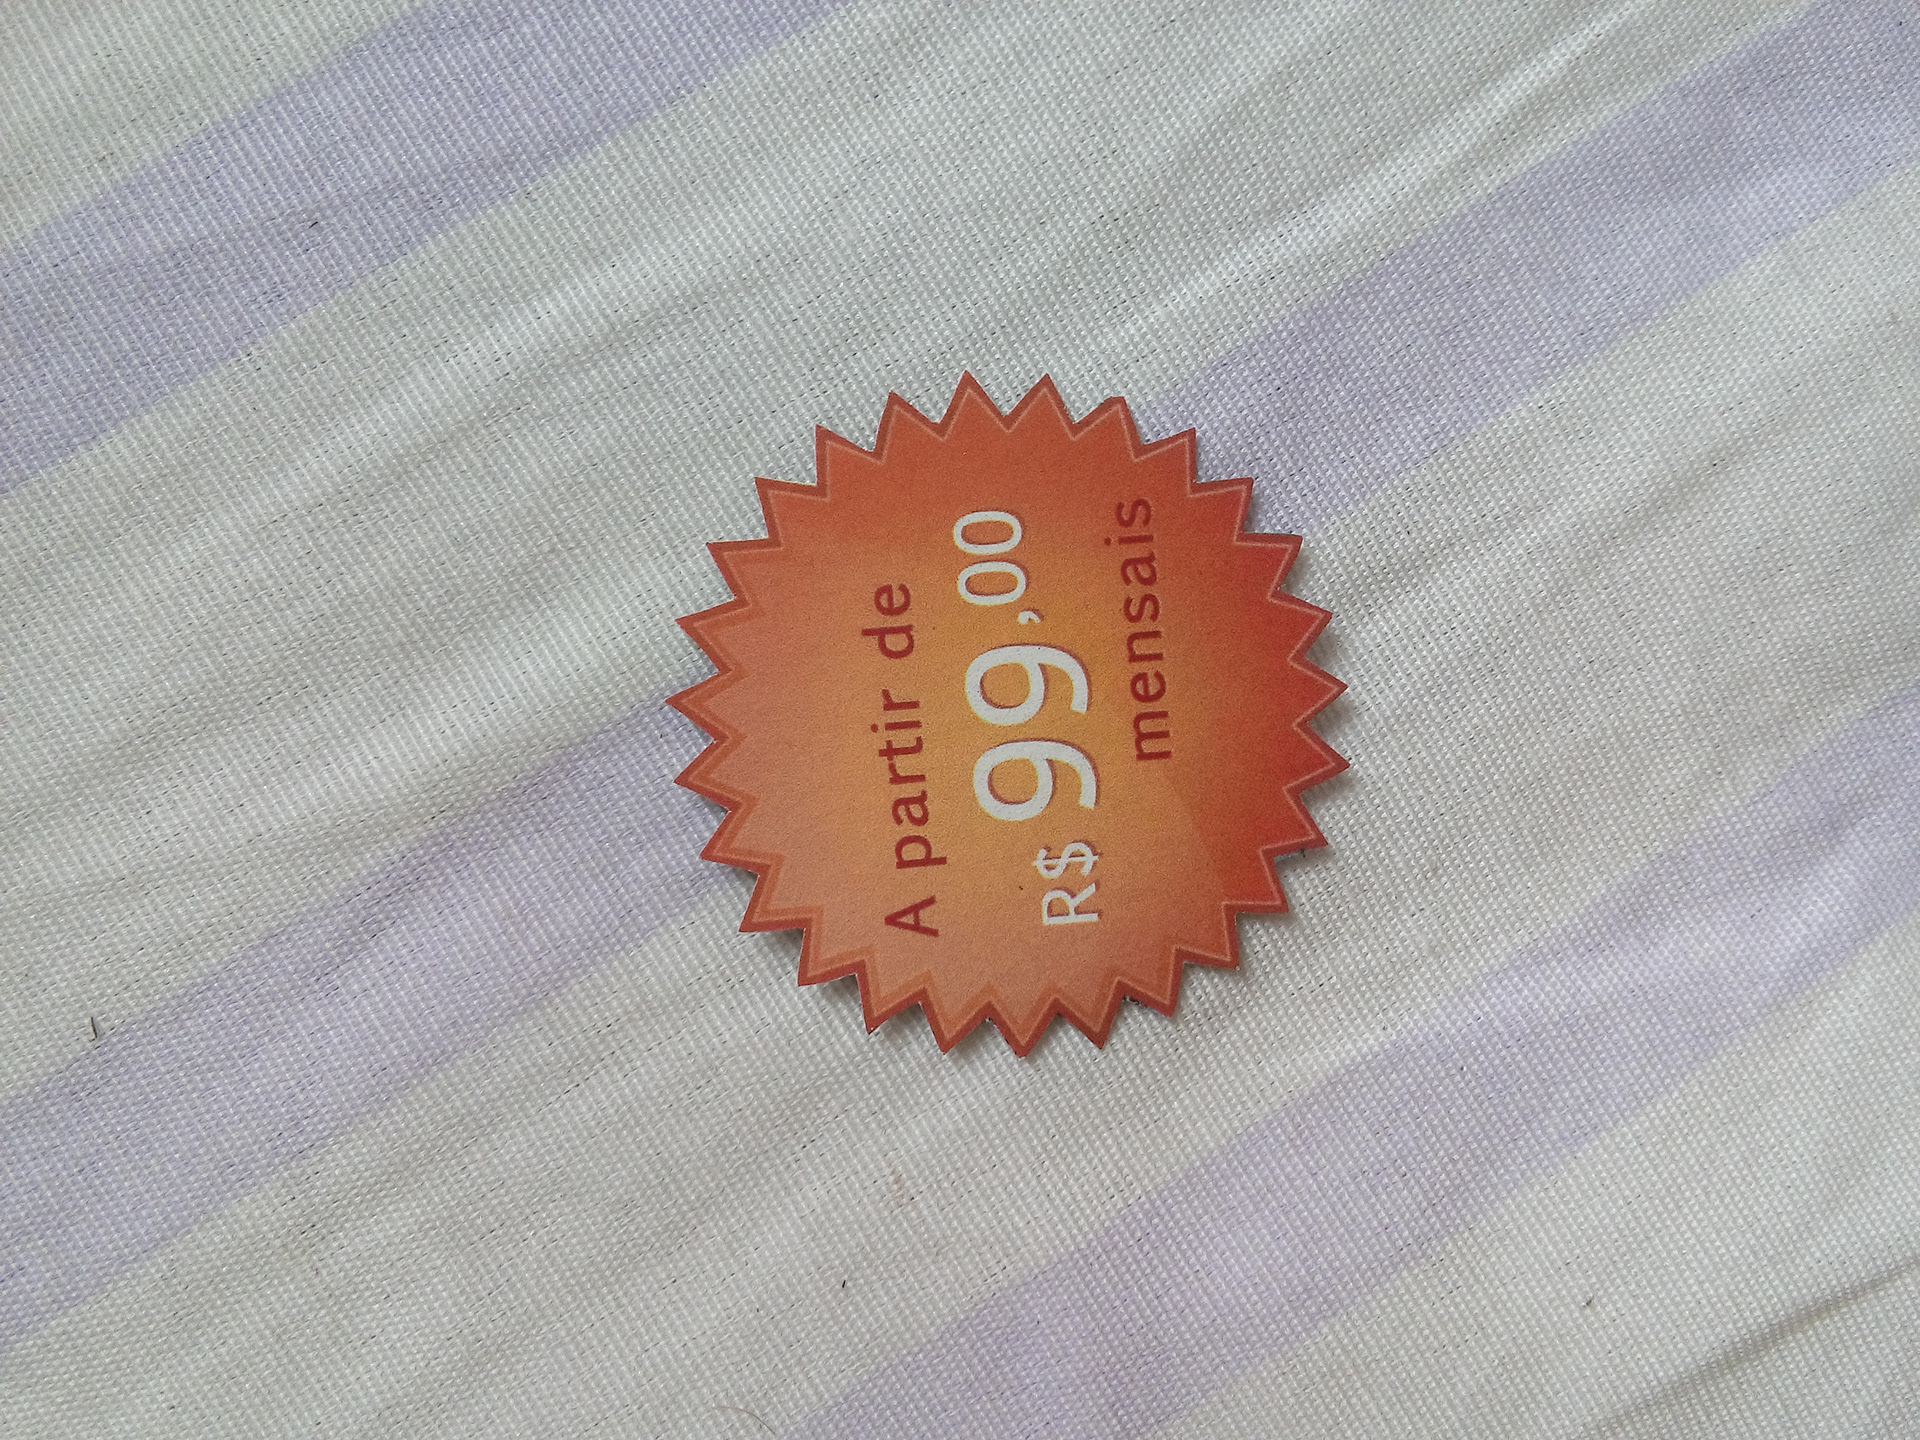 A partir de
R$ 99,00
mensais